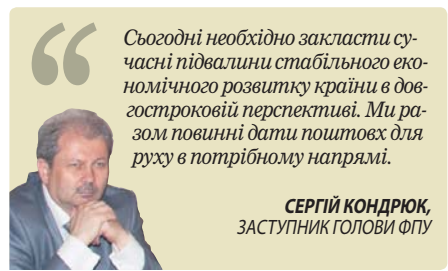 Сьогодні необхідно закласти су-
часні підвалини стабільного еко-
номічного розвитку країни в дов-
гостроковій перспективі. Ми ра-
зом повинні дати поштовх для
руху в потрібному напрямі.
СЕРГІЙ КОНДРЮК,
ЗАСТУПНИК ГОЛОВИ ФПУ